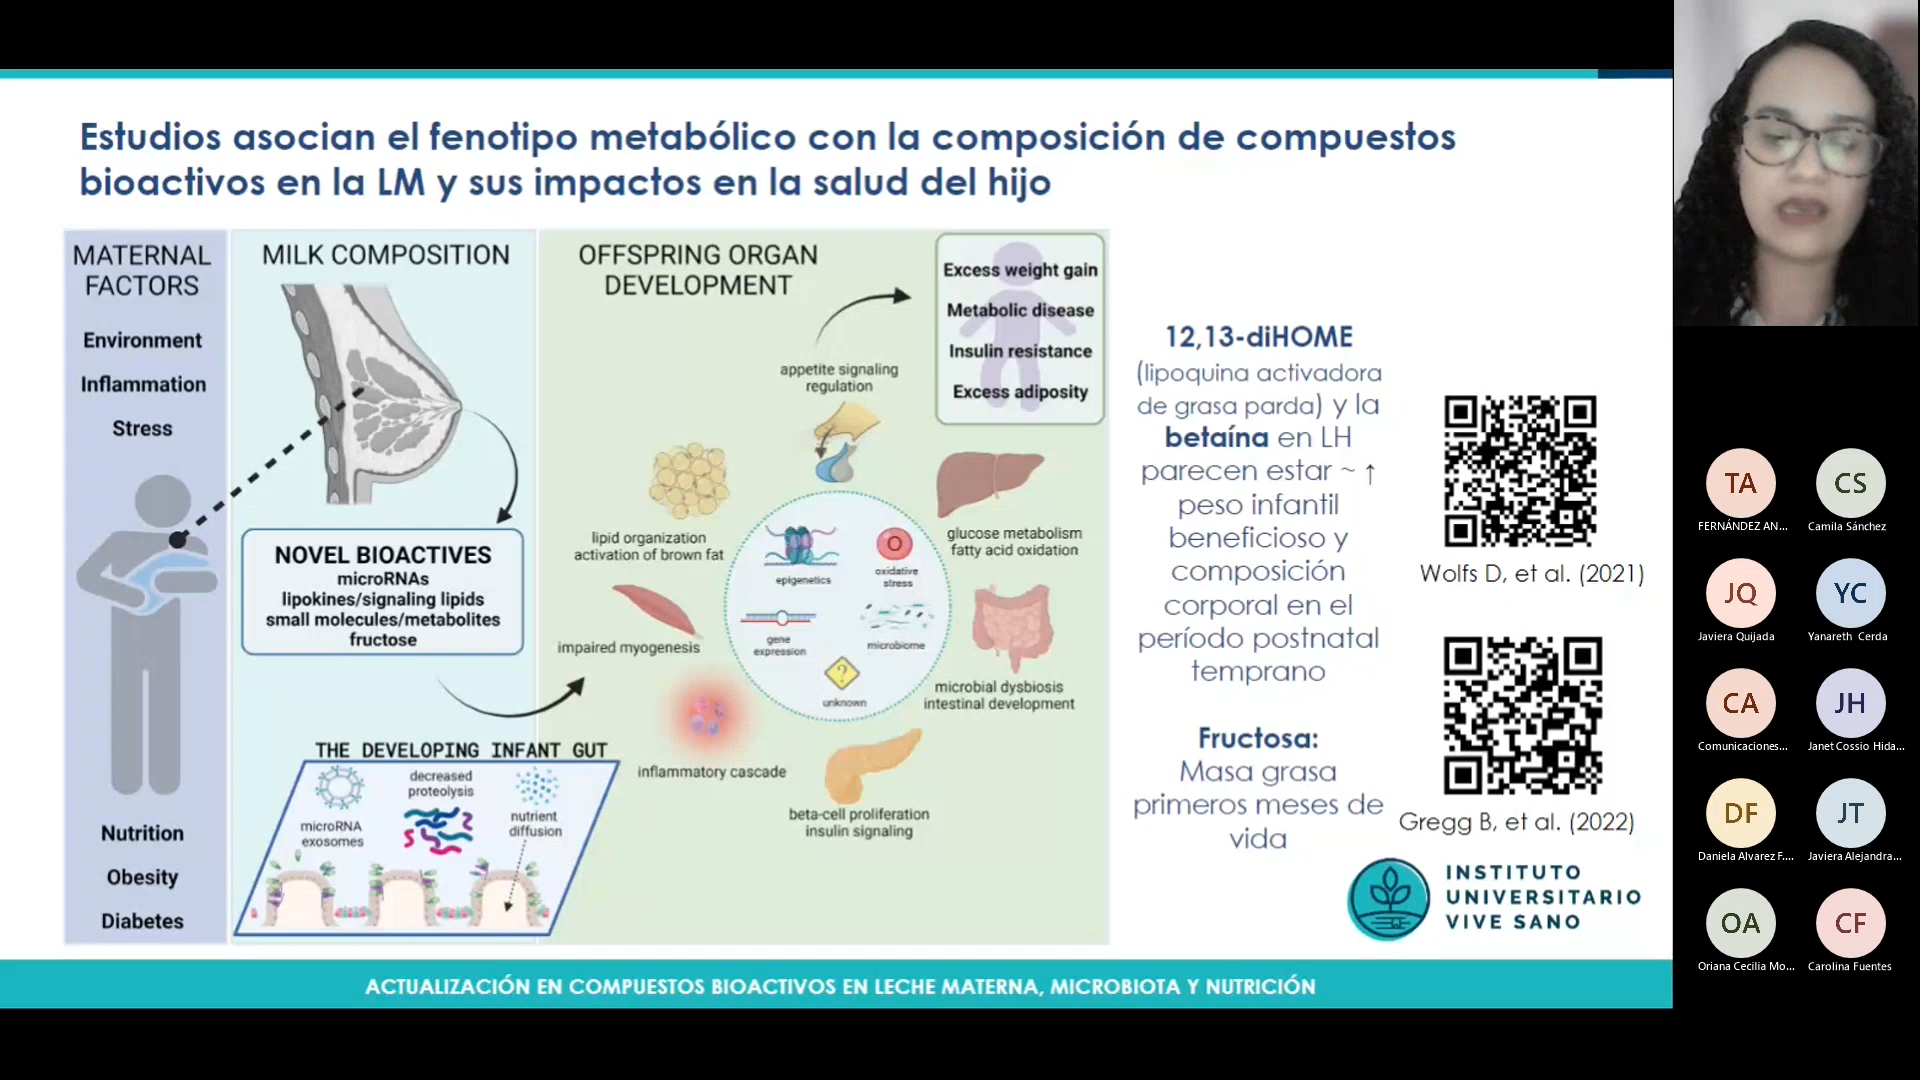 Estudios asocian el fenotipo metabólico con la composición de compuestos
bioactivos en la LM y sus impactos en la salud del hijo
MATERNAL
FACTORS
Environment
Inflammation
Stress
Nutrition
Obesity
Diabetes
MILK COMPOSITION
NOVEL BIOACTIVES
microRNAs
lipokines/signaling lipids
small molecules/metabolites
fructose
THE DEVELOPING INFANT GUT
microRNA
exosomes
decreased
proteolysis
nutrient
diffusion
OFFSPRING ORGAN
DEVELOPMENT
Excess weight gain
Metabolic disease
Insulin resistance
Excess adiposity
appetite signaling
regulation
lipid organization
activation of brown fat
glucose metabolism
fatty acid oxidation
epigenetics
oxidative
stress
gene
expression
microbiome
?
unknown
impaired myogenesis
microbial dysbiosis
intestinal development
inflammatory cascade
beta-cell proliferation
insulin signaling
12,13-diHOME
(lipoquina activadora
de grasa parda) y la
betaína en LH
parecen estar ~ ↑
peso infantil
beneficioso y
composición
corporal en el
período postnatal
temprano
Fructosa:
Masa grasa
primeros meses de
vida
Wolfs D, et al. (2021)
Gregg B, et al. (2022)
INSTITUTO
UNIVERSITARIO
VIVE SANO
ACTUALIZACIÓN EN COMPUESTOS BIOACTIVOS EN LECHE MATERNA, MICROBIOTA Y NUTRICIÓN
TA
FERNÁNDEZ AN...
CS
Camila Sánchez
JQ
Javiera Quijada
YC
Yanareth Cerda
CA
Comunicaciones...
JH
Janet Cossio Hida...
DF
Daniela Alvarez F...
JT
Javiera Alejandra...
OA
Oriana Cecilia Mo...
CF
Carolina Fuentes